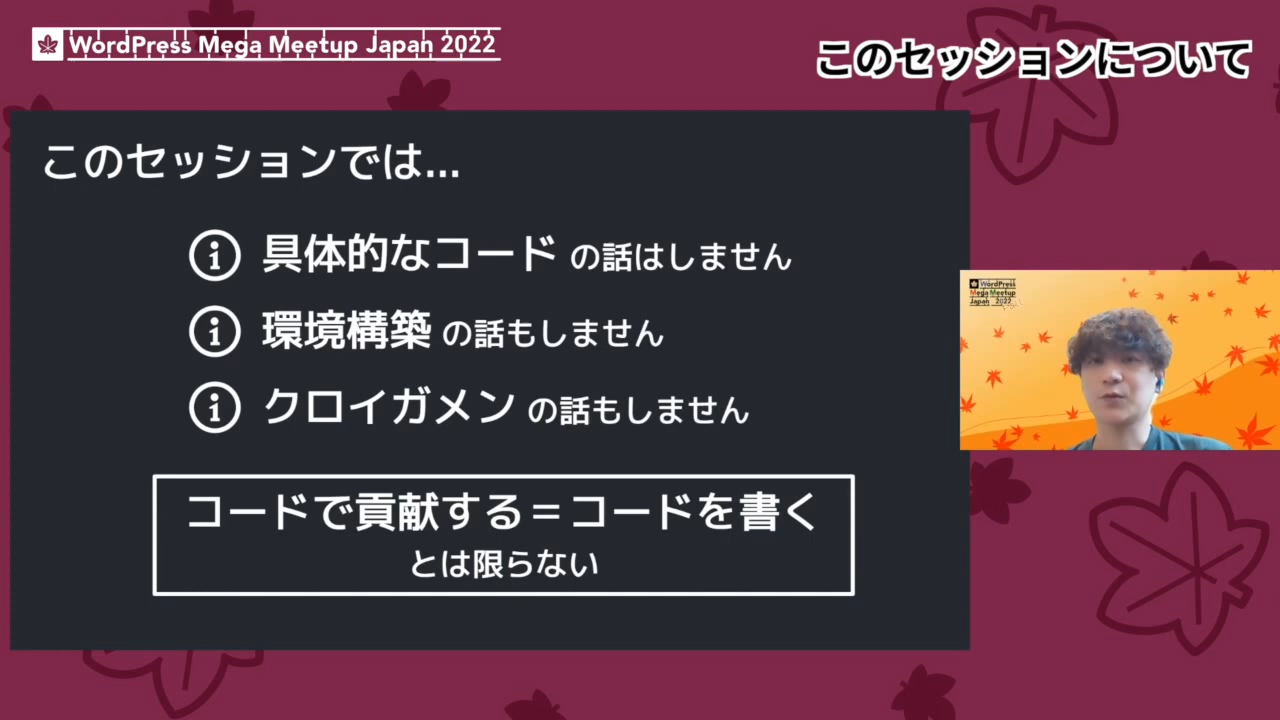 WordPress Mega Meetup Japan 2022
このセッションについて
このセッションでは...
具体的なコード の話はしません
環境構築 の話もしません
クロイガメン の話もしません
コードで貢献する＝コードを書く
とは限らない
WordPress
Mega Meetup
Japan 2022